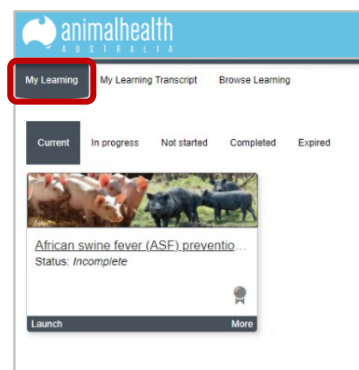 animalhealth
AUSTRALIA
My Learning My Learning Transcript Browse Learning
Current In progress Not started Completed Expired
African swine fever (ASF) preventio...
Status: Incomplete
Launch More